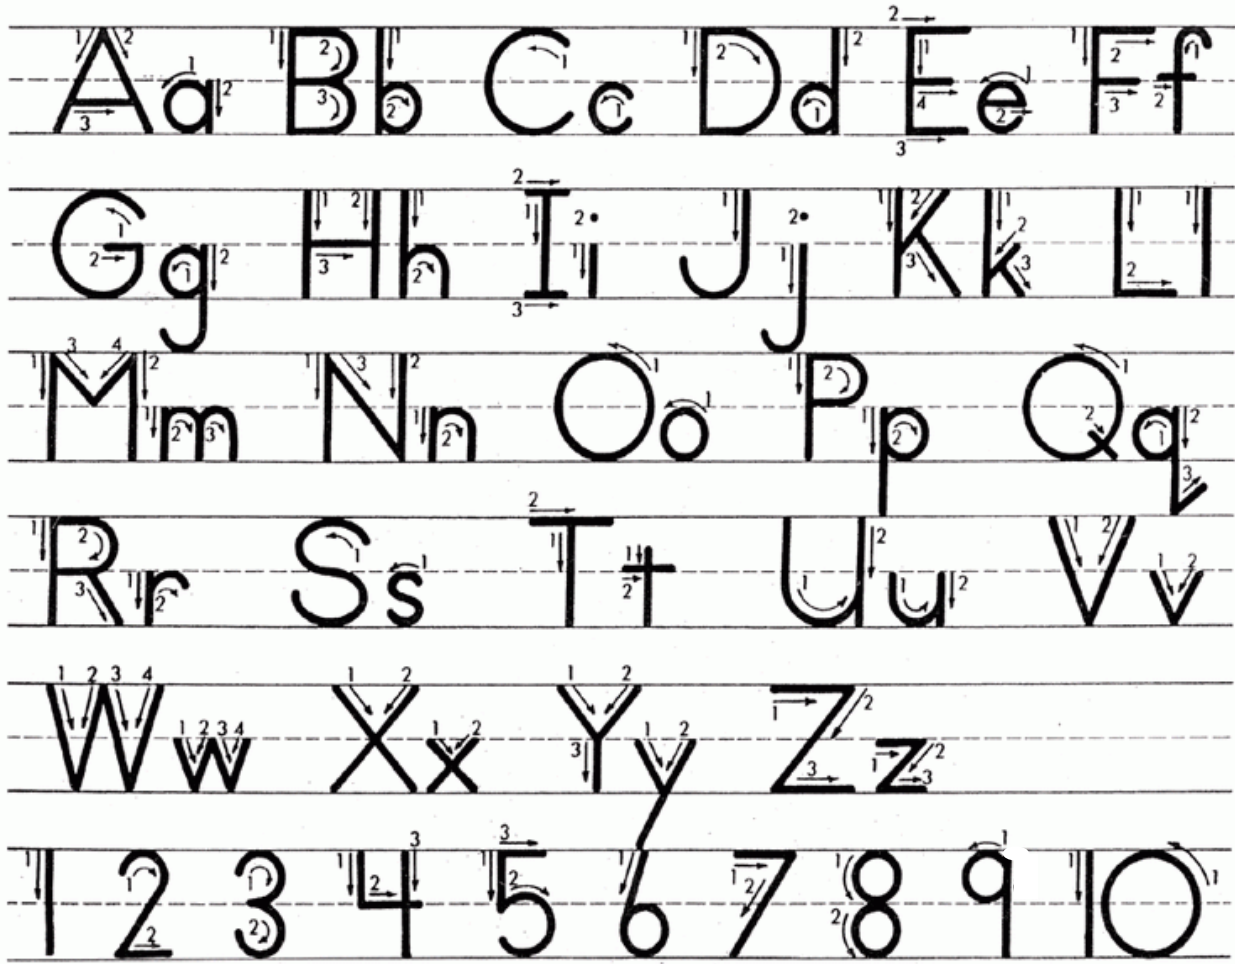 Aa Bb Cc Dd Ee Ff
Gg Hh Ii Jj Kk Ll
Mm Nn Oo Pp Qq
Rr Ss Tt Uu Vv
Ww Xx Yy Zz
1 2 3 4 5 6 7 8 9 10